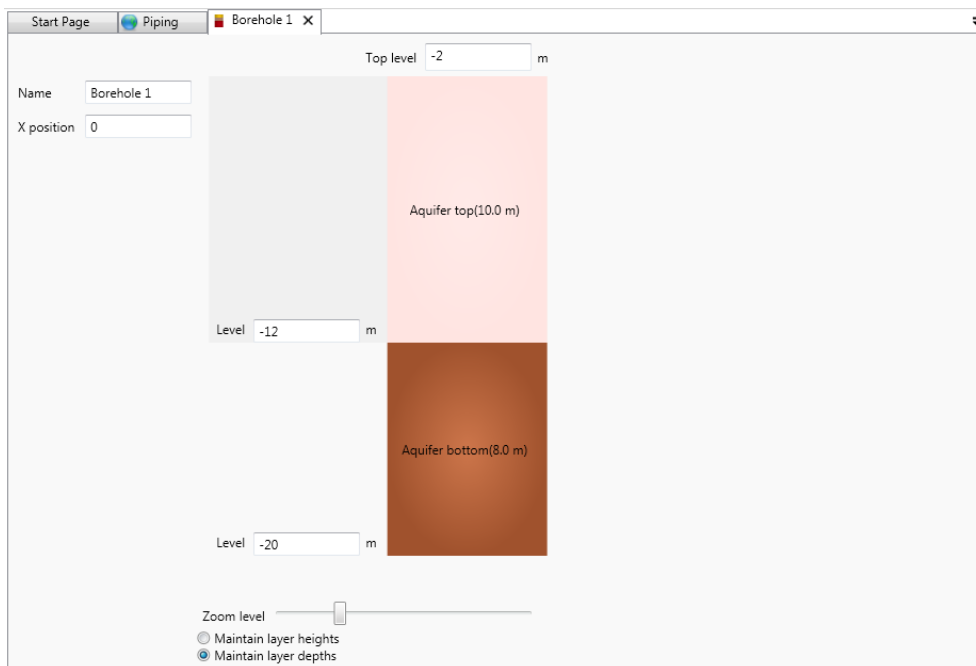 Start Page
Piping
Borehole 1
Top level -2 m
Name Borehole 1
X position 0
Aquifer top(10.0 m)
Level -12 m
Aquifer bottom(8.0 m)
Level -20 m
Zoom level
Maintain layer heights
Maintain layer depths